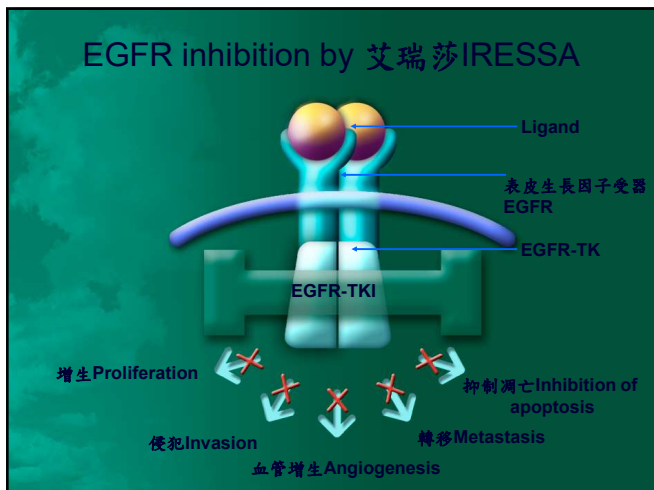 EGFR inhibition by 艾瑞莎IRESSA
Ligand
表皮生長因子受器
EGFR
EGFR-TK
EGFR-TKI
增生Proliferation
侵犯Invasion
血管增生Angiogenesis
轉移Metastasis
抑制凋亡Inhibition of
apoptosis